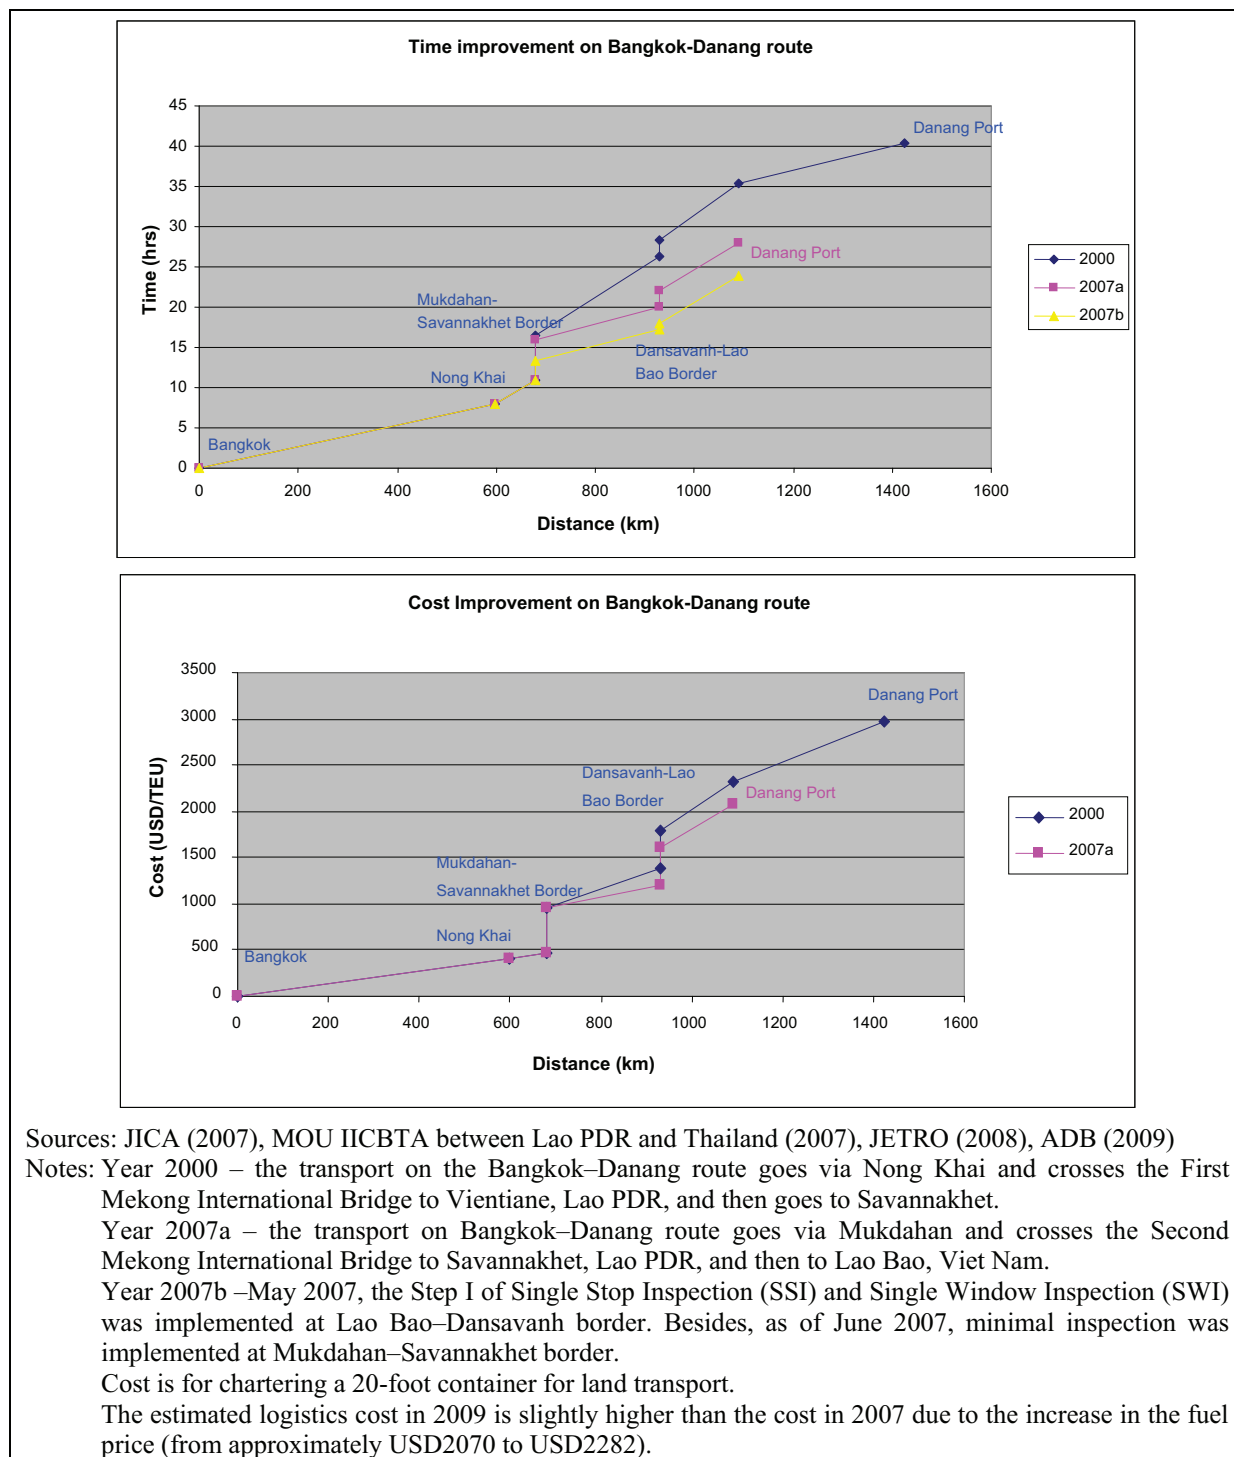 Time improvement on Bangkok-Danang route
45
40
35
30
25
20
15
10
5
0
Time (hrs)
Danang Port
Danang Port
Mukdahan-
Savannakhet Border
Dansavanh-Lao
Bao Border
Nong Khai
Bangkok
0 200 400 600 800 1000 1200 1400 1600
Distance (km)
2000
2007a
2007b
Cost Improvement on Bangkok-Danang route
3500
3000
2500
2000
1500
1000
500
0
Cost (USD/TEU)
Danang Port
Dansavanh-Lao
Bao Border
Danang Port
Mukdahan-
Savannakhet Border
Nong Khai
Bangkok
0 200 400 600 800 1000 1200 1400 1600
Distance (km)
2000
2007a
Sources: JICA (2007), MOU IICBTA between Lao PDR and Thailand (2007), JETRO (2008), ADB (2009)
Notes: Year 2000 – the transport on the Bangkok–Danang route goes via Nong Khai and crosses the First
Mekong International Bridge to Vientiane, Lao PDR, and then goes to Savannakhet.
Year 2007a – the transport on Bangkok–Danang route goes via Mukdahan and crosses the Second
Mekong International Bridge to Savannakhet, Lao PDR, and then to Lao Bao, Viet Nam.
Year 2007b –May 2007, the Step I of Single Stop Inspection (SSI) and Single Window Inspection (SWI)
was implemented at Lao Bao–Dansavanh border. Besides, as of June 2007, minimal inspection was
implemented at Mukdahan–Savannakhet border.
Cost is for chartering a 20-foot container for land transport.
The estimated logistics cost in 2009 is slightly higher than the cost in 2007 due to the increase in the fuel
price (from approximately USD2070 to USD2282).